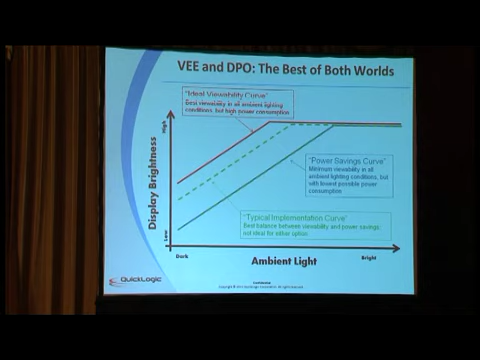 VEE and DPO: The Best of Both Worlds
"Ideal Viewability Curve"
Best viewability in all ambient lighting
conditions, but high power consumption
High
"Power Savings Curve"
Minimum viewability in all
ambient lighting conditions, but
with lowest possible power
consumption
Display Brightness
"Typical Implementation Curve"
Best balance between viewability and power savings;
not ideal for either option
Low
Dark
Ambient Light
Bright
QuickLogic
Confidential